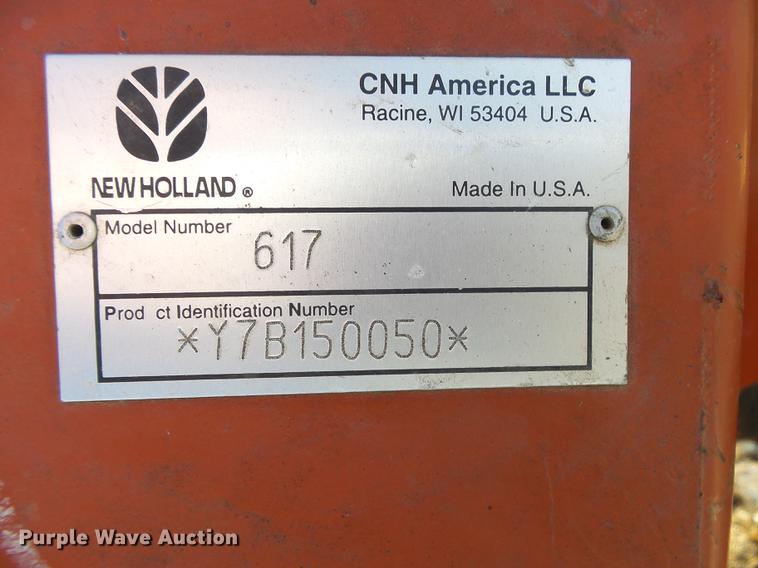 CNH America LLC
Racine, WI 53404 U.S.A.
NEW HOLLAND ®
Made In U.S.A.
Model Number
617
Prod ct Identification Number
*Y7B150050*
Purple Wave Auction